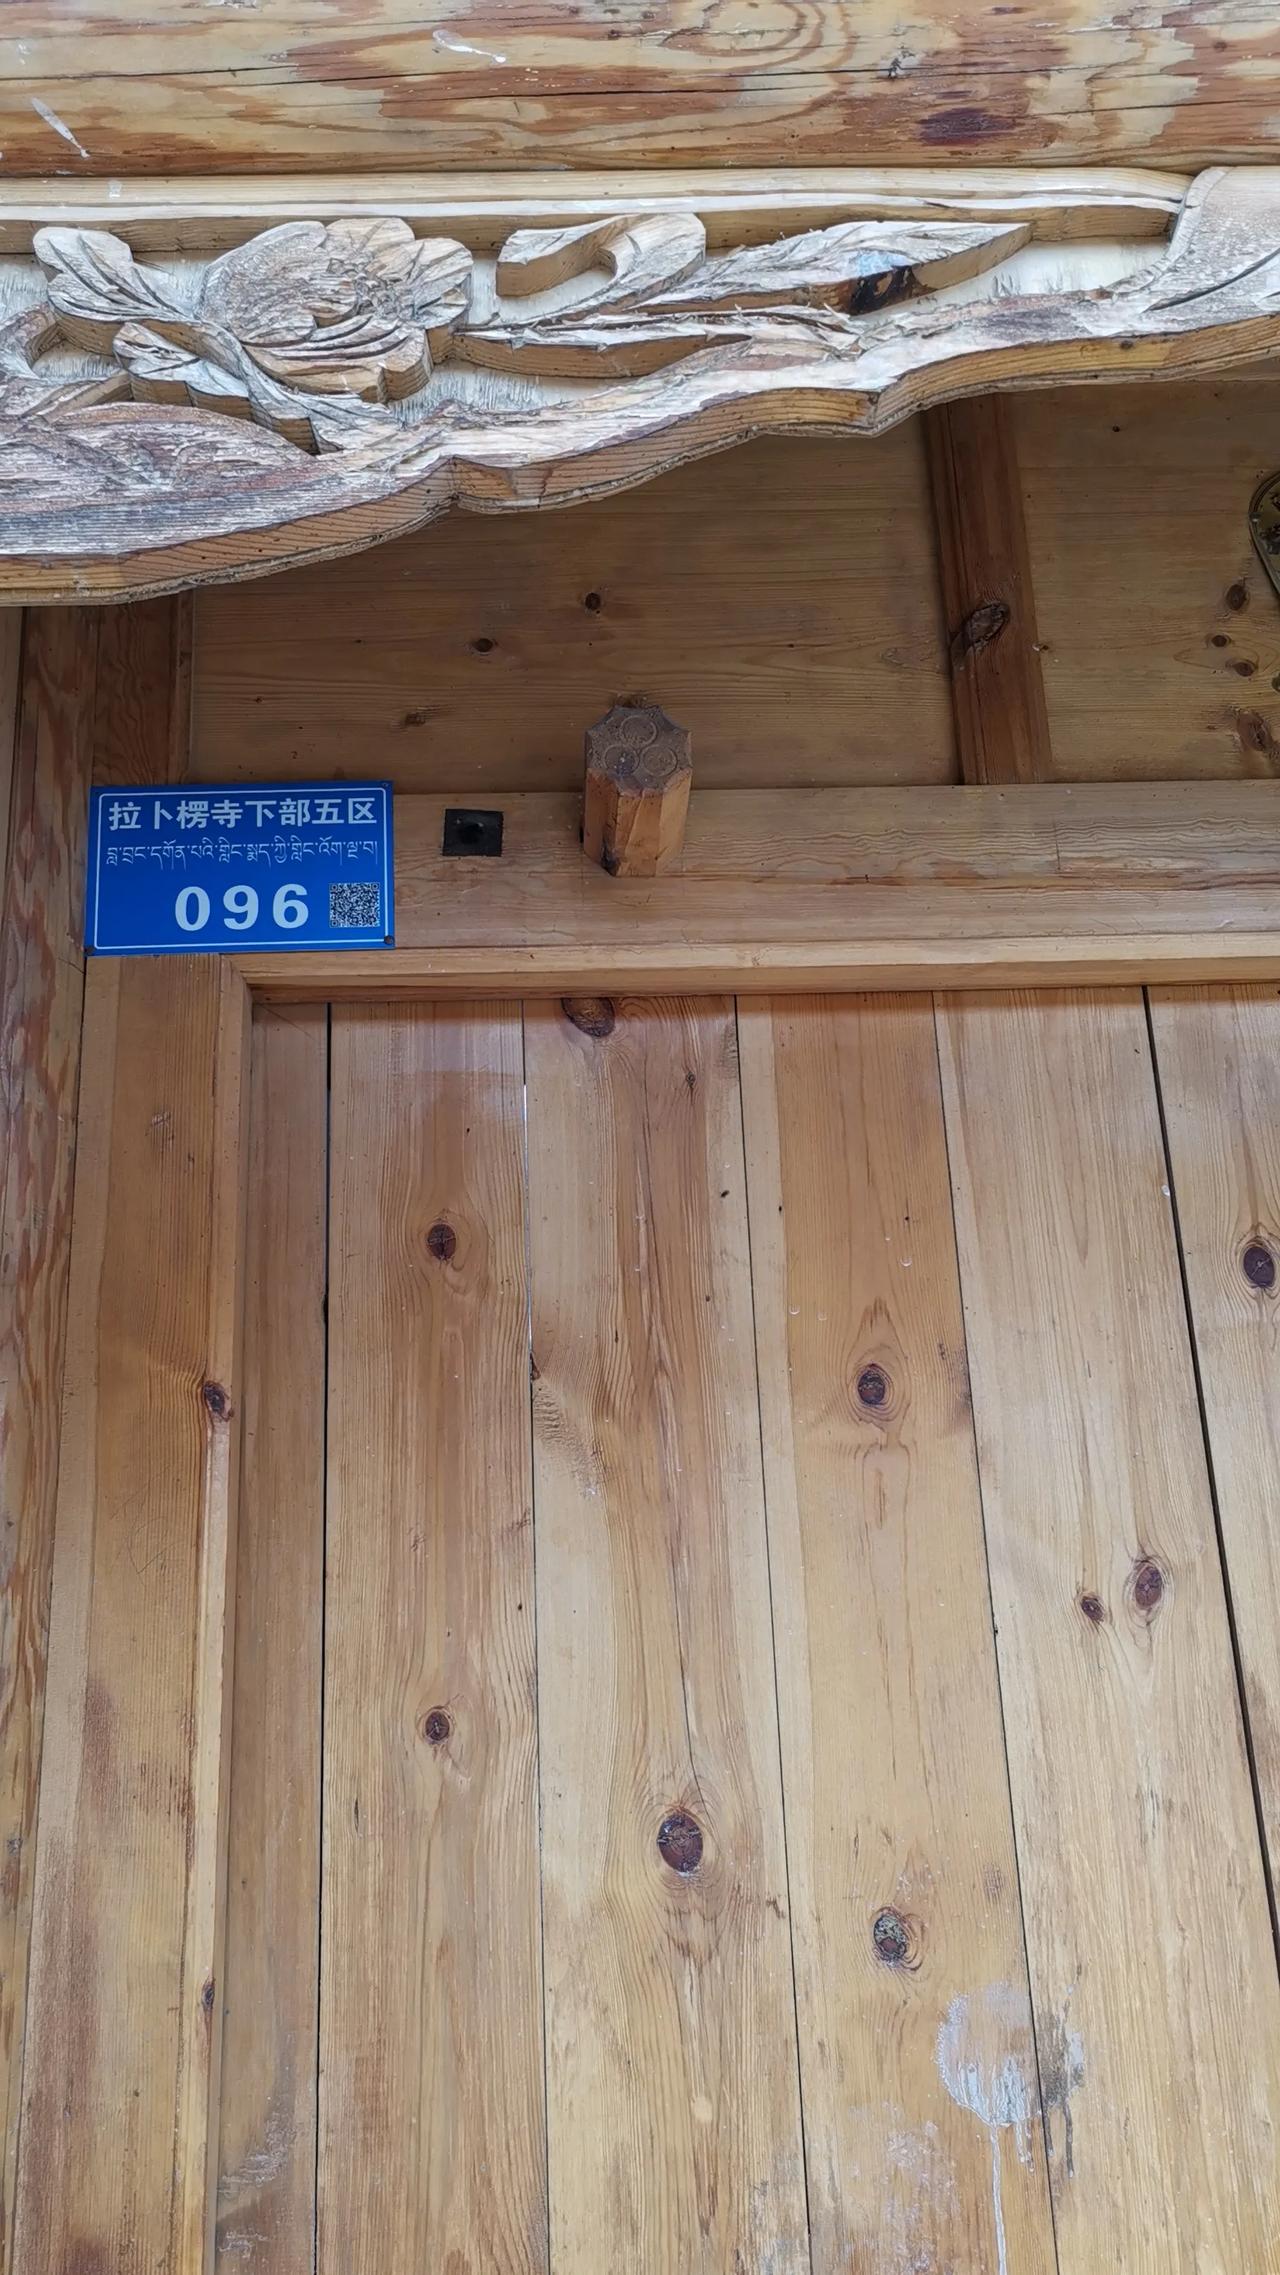 拉卜楞寺下部五区
བླ་བྲང་དགོན་པའི་གླིང་སྨད་ཀྱི་གླིང་འོག་ལྔ་བ།
096